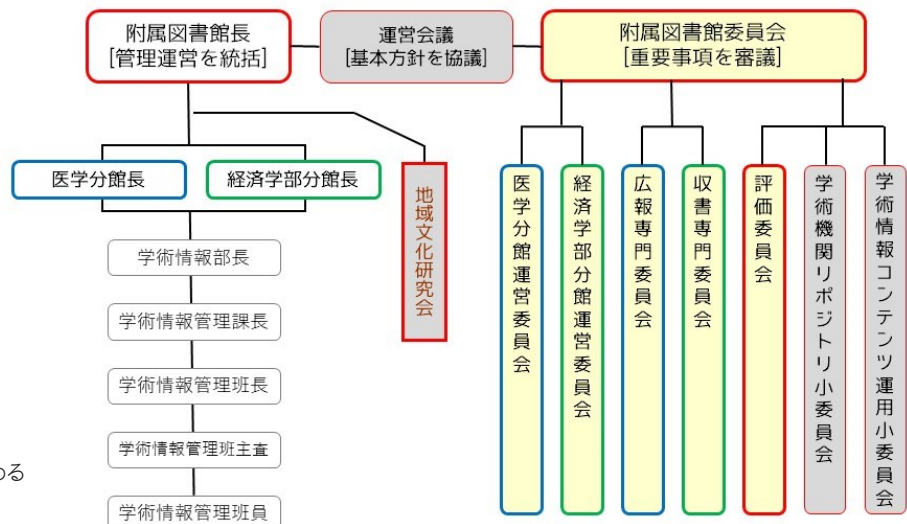 附属図書館長
[管理運営を統括]
運営会議
[基本方針を協議]
附属図書館委員会
[重要事項を審議]
医学分館長
経済学部分館長
地域文化研究会
学術情報部長
学術情報管理課長
学術情報管理班長
学術情報管理班主査
学術情報管理班員
医学分館運営委員会
経済学部分館運営委員会
広報専門委員会
収書専門委員会
評価委員会
学術機関リポジトリ小委員会
学術情報コンテンツ運用小委員会
める